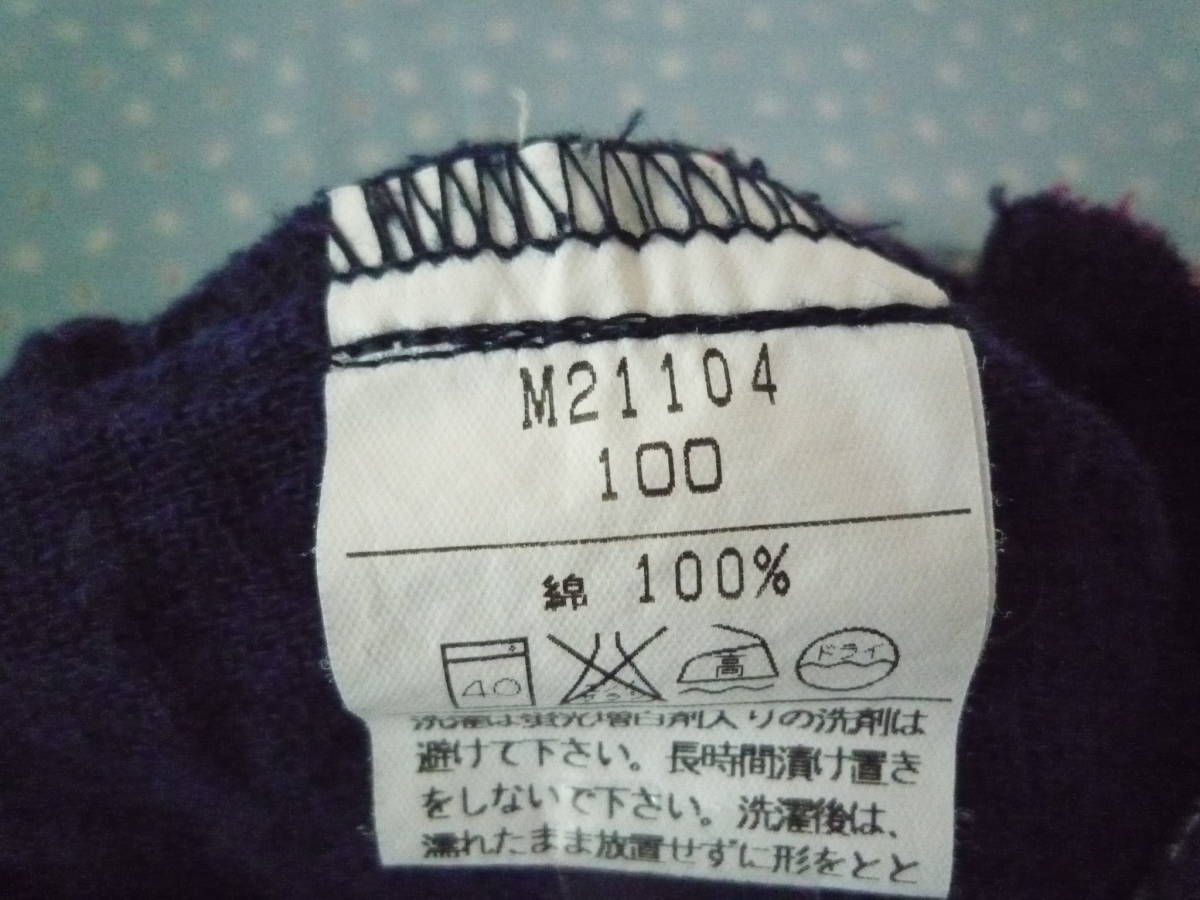 M21104
100
綿 100%
40 高 ドライ
洗濯は蛍光増白剤入りの洗剤は
避けて下さい。長時間漬け置き
をしないで下さい。洗濯後は、
濡れたまま放置せずに形をとと